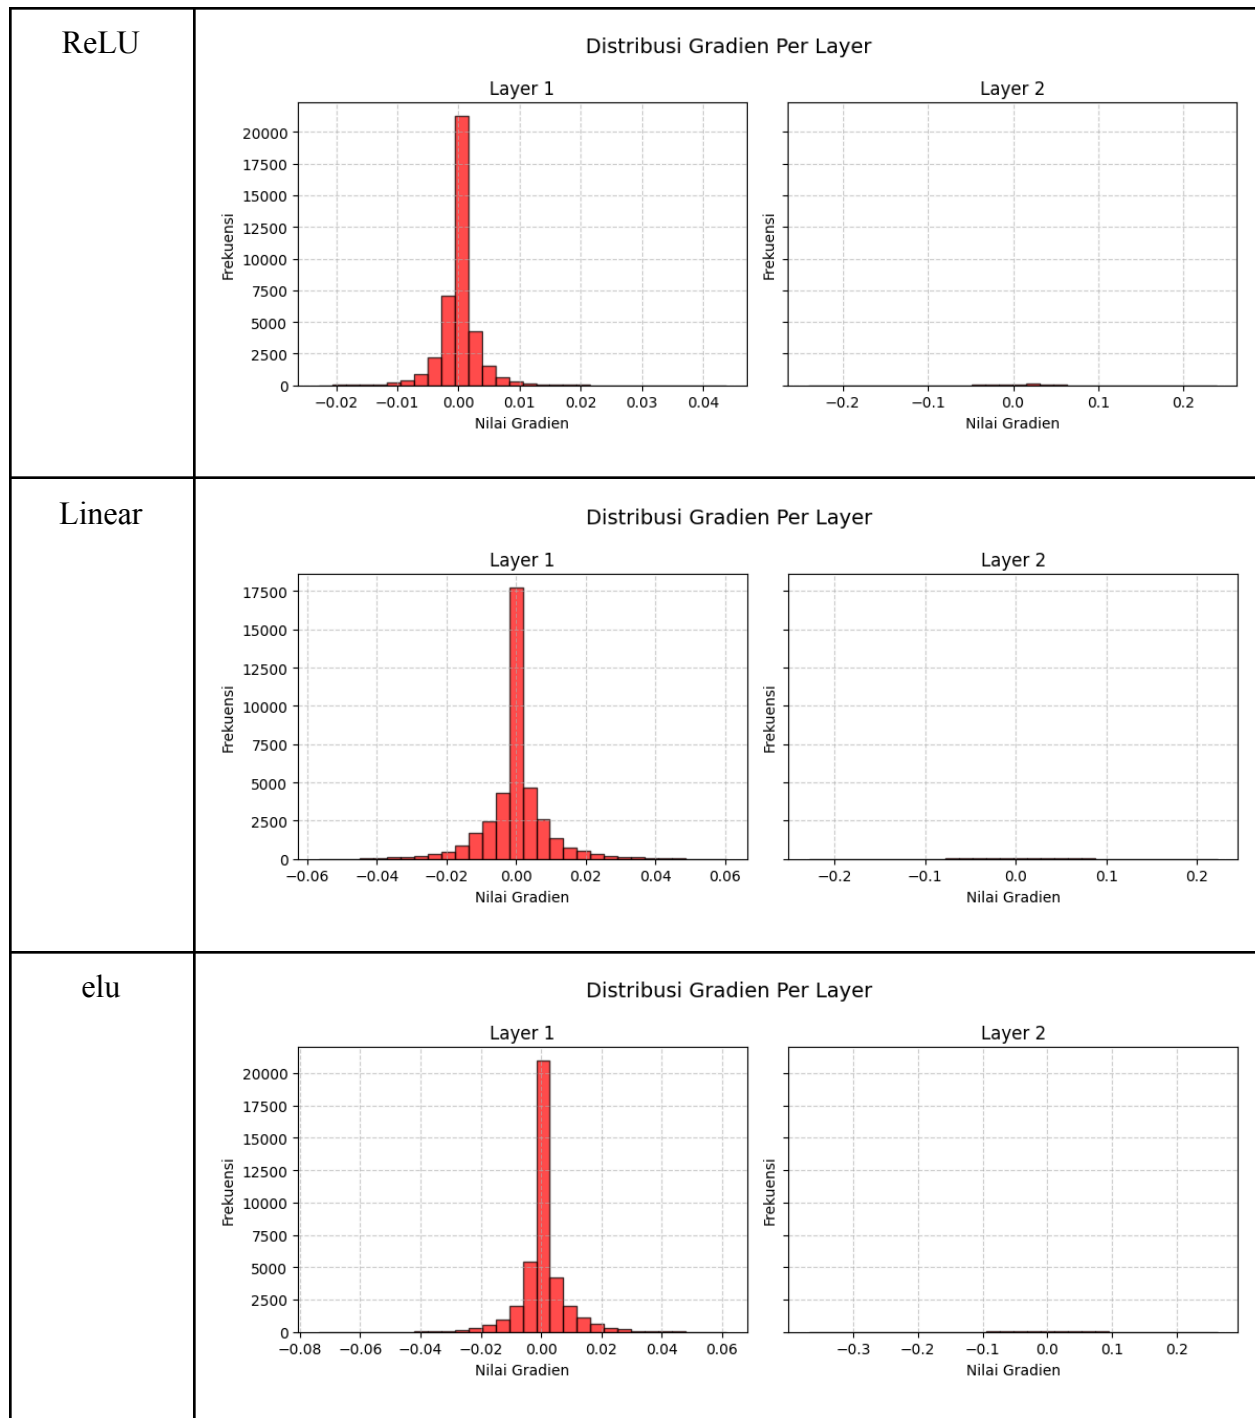 ReLU
Distribusi Gradien Per Layer
Layer 1
Layer 2
20000
17500
15000
12500
10000
7500
5000
2500
0
Frekuensi
Frekuensi
−0.02 −0.01 0.00 0.01 0.02 0.03 0.04
−0.2 −0.1 0.0 0.1 0.2
Nilai Gradien
Nilai Gradien
Linear
Distribusi Gradien Per Layer
Layer 1
Layer 2
17500
15000
12500
10000
7500
5000
2500
0
Frekuensi
Frekuensi
−0.06 −0.04 −0.02 0.00 0.02 0.04 0.06
−0.2 −0.1 0.0 0.1 0.2
Nilai Gradien
Nilai Gradien
elu
Distribusi Gradien Per Layer
Layer 1
Layer 2
20000
17500
15000
12500
10000
7500
5000
2500
0
Frekuensi
Frekuensi
−0.08 −0.06 −0.04 −0.02 0.00 0.02 0.04 0.06
−0.3 −0.2 −0.1 0.0 0.1 0.2
Nilai Gradien
Nilai Gradien